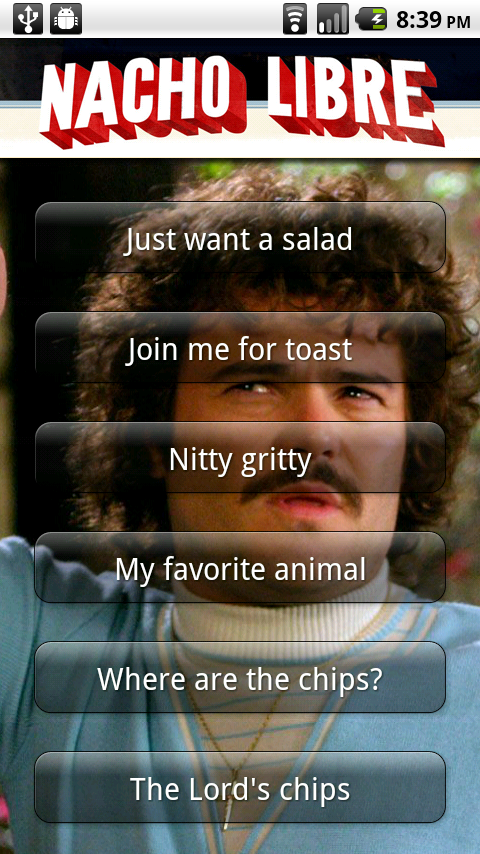 8:39 PM
NACHO LIBRE
Just want a salad
Join me for toast
Nitty gritty
My favorite animal
Where are the chips?
The Lord's chips